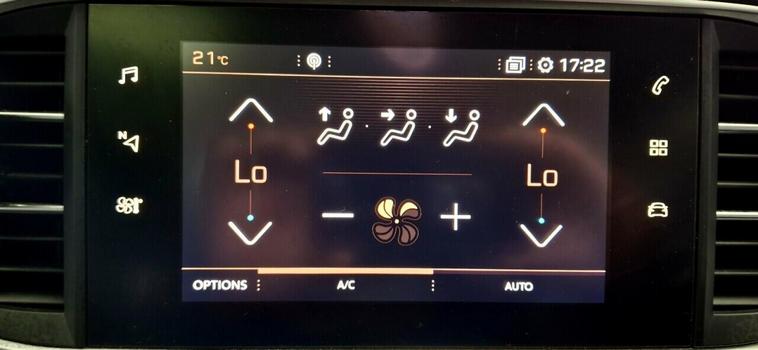 21°C 17:22
N
Lo Lo
OPTIONS A/C AUTO